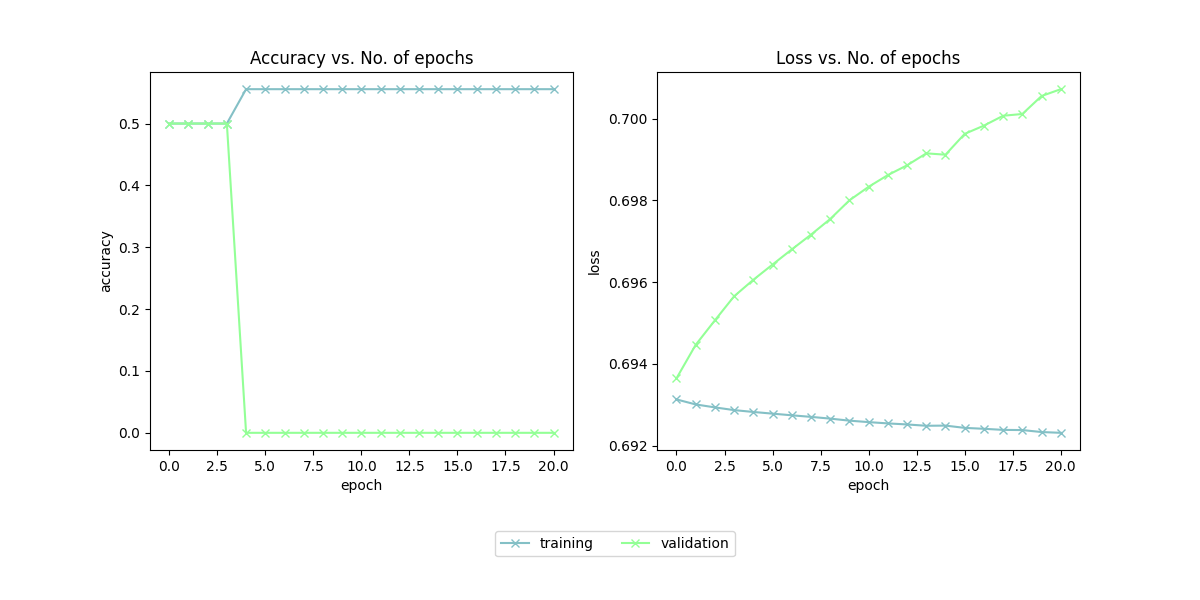 Accuracy vs. No. of epochs
0.5
0.4
0.3
0.2
0.1
0.0
accuracy
0.0 2.5 5.0 7.5 10.0 12.5 15.0 17.5 20.0
epoch
Loss vs. No. of epochs
0.700
0.698
0.696
0.694
0.692
loss
0.0 2.5 5.0 7.5 10.0 12.5 15.0 17.5 20.0
epoch
training validation